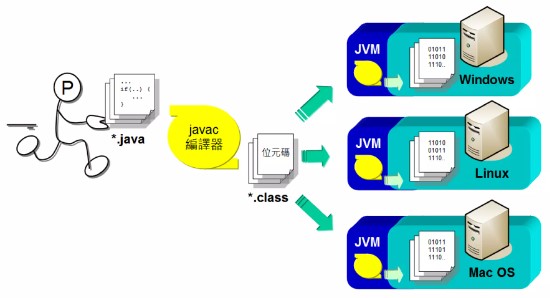 P
...
if(..) {
...
}
*.java
javac
編譯器
位元碼
*.class
JVM
01011
11010
1110..
Windows
JVM
11010
01011
1110..
Linux
JVM
01011
11101
1110..
Mac OS